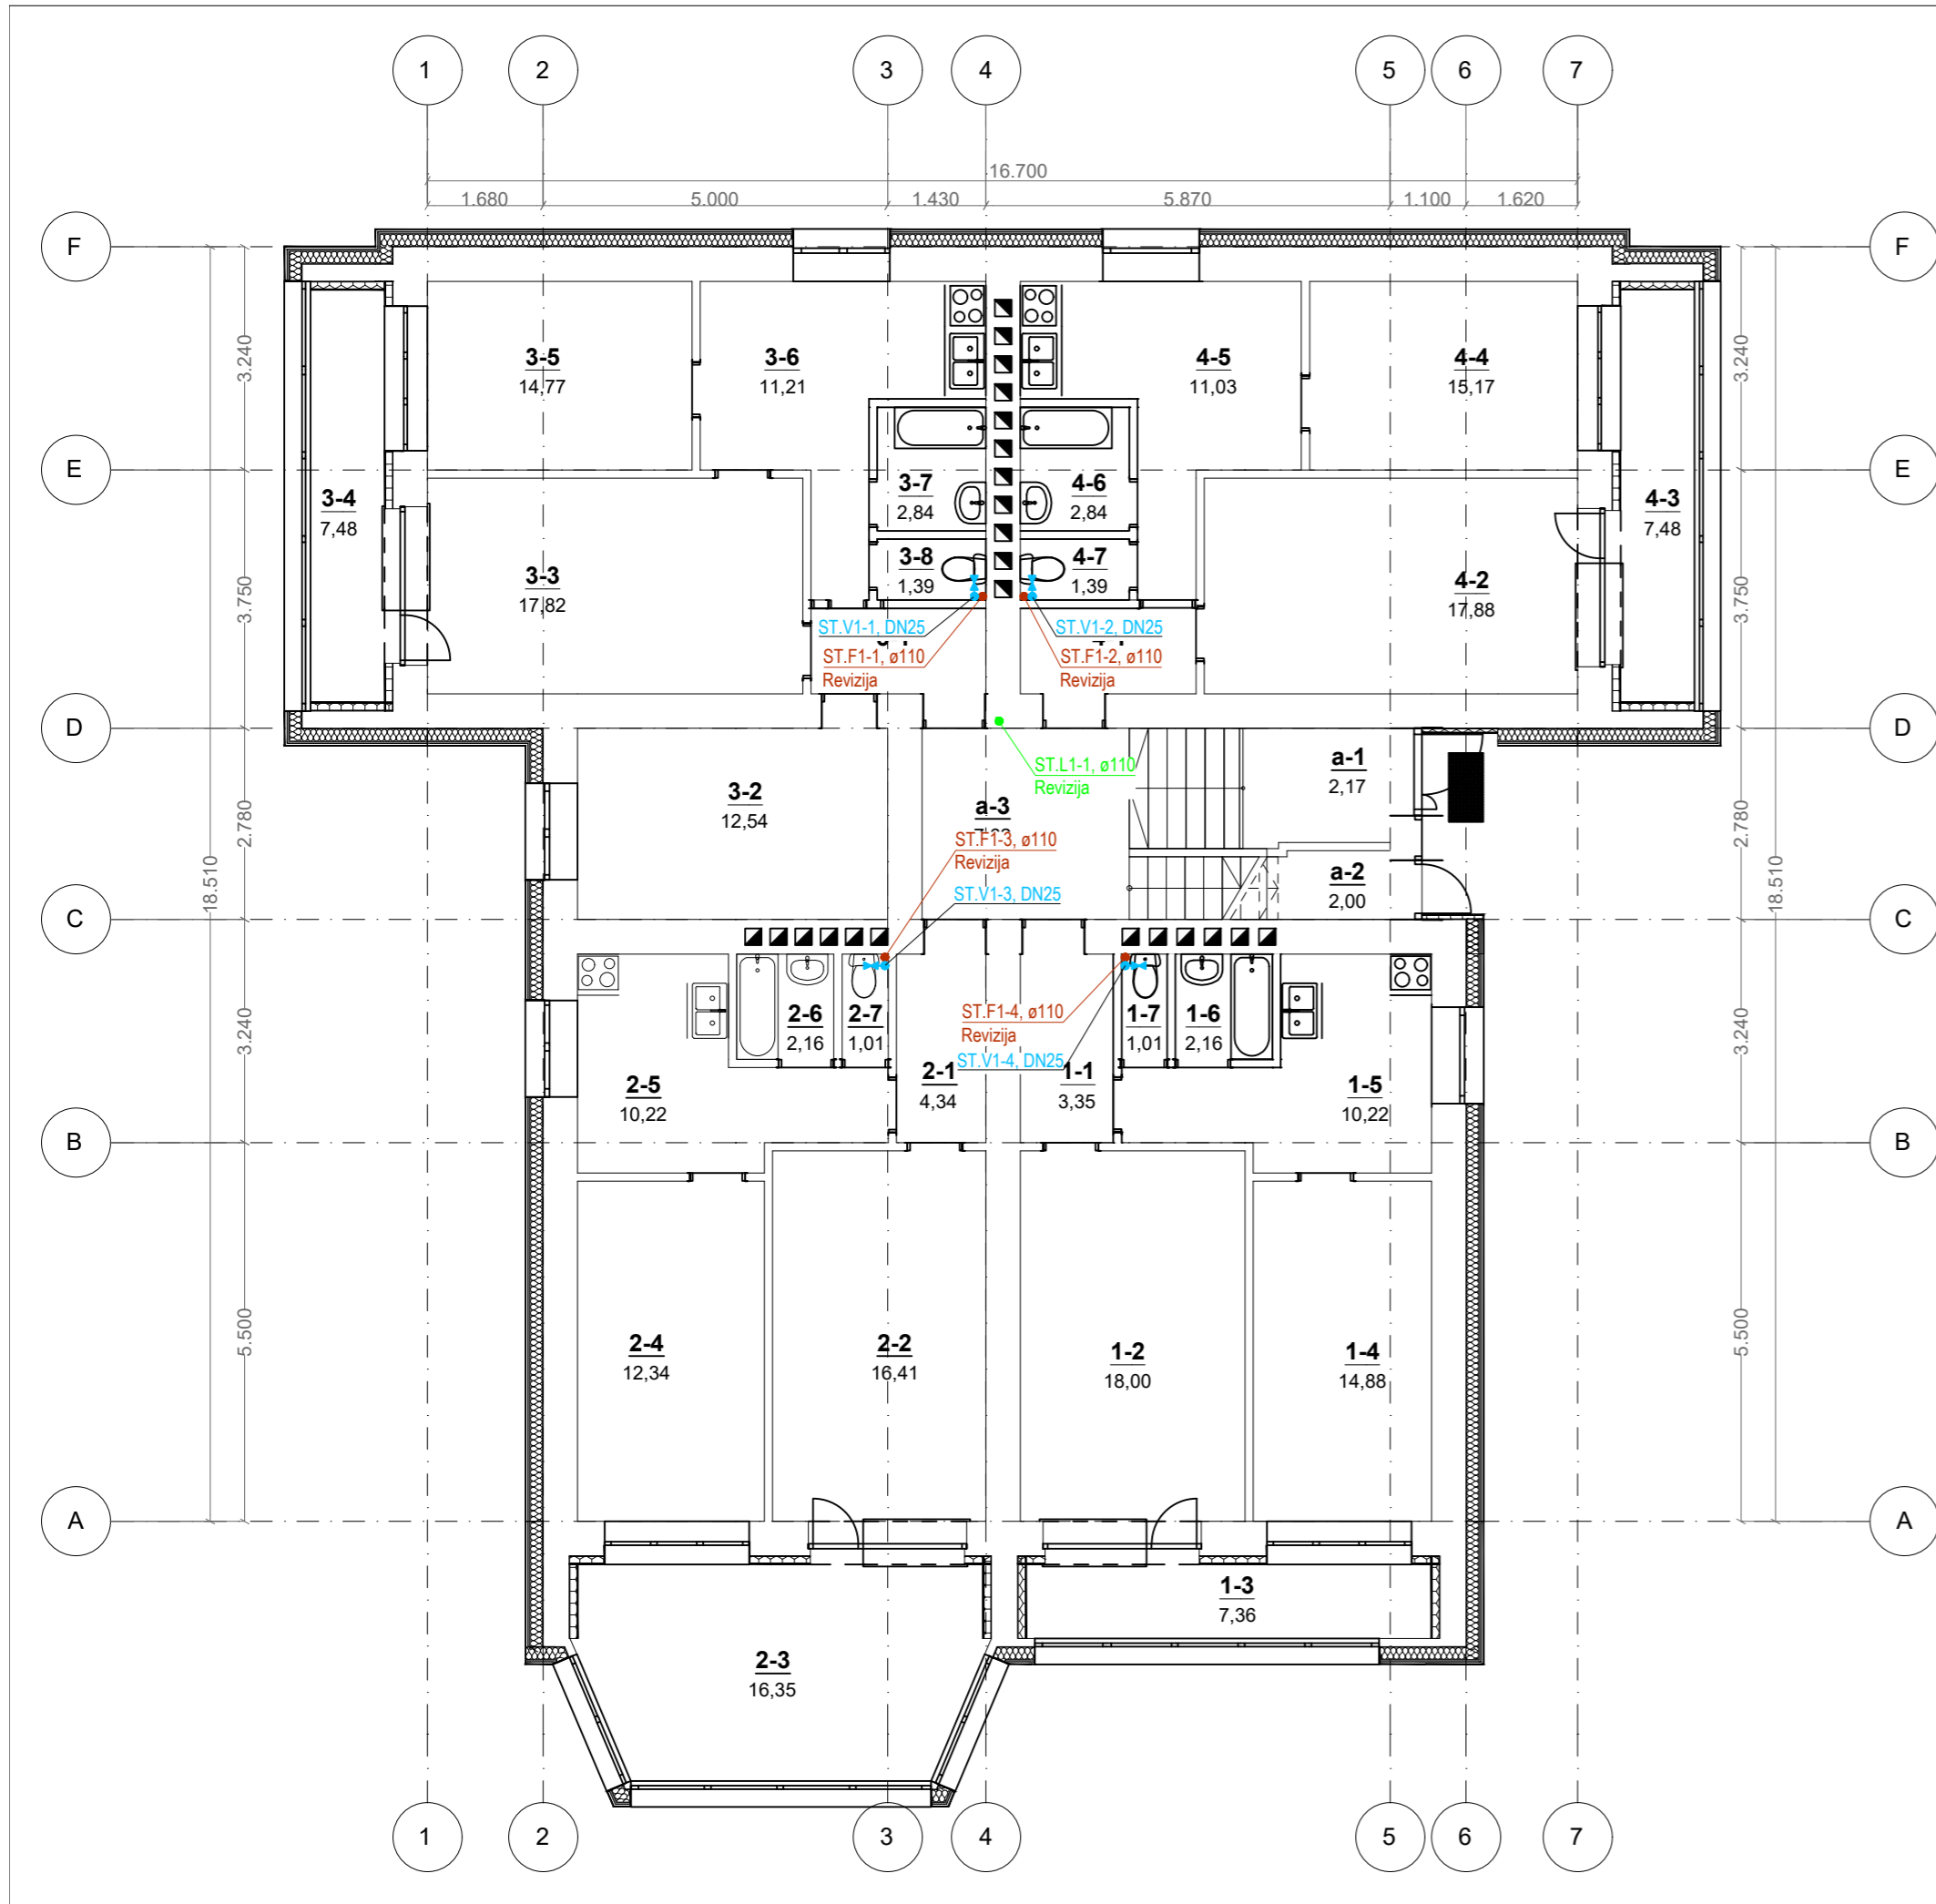 1 2 3 4 5 6 7
16.700
1.680 5.000 1.430 5.870 1.100 1.620
F F
3.240 3.240
3-5 3-6 4-5 4-4
14,77 11,21 11,03 15,17
E E
3-4 3-7 4-6 4-3
7,48 2,84 2,84 7,48
3-3 3-8 4-7 4-2
17,82 1,39 1,39 17,88
3.750 3.750
ST.V1-1, DN25 ST.V1-2, DN25
ST.F1-1, ø110 ST.F1-2, ø110
Revizija Revizija
D D
ST.L1-1, ø110
Revizija
a-1
2,17
3-2 a-3
12,54
2.780 2.780
ST.F1-3, ø110
Revizija
ST.V1-3, DN25
a-2
2,00
18.510 18.510
C C
ST.F1-4, ø110
Revizija
ST.V1-4, DN25
2-6 2-7 1-7 1-6
2,16 1,01 1,01 2,16
3.240 3.240
2-5 2-1 1-1 1-5
10,22 4,34 3,35 10,22
B B
5.500 5.500
2-4 2-2 1-2 1-4
12,34 16,41 18,00 14,88
A A
1-3
7,36
2-3
16,35
1 2 3 4 5 6 7